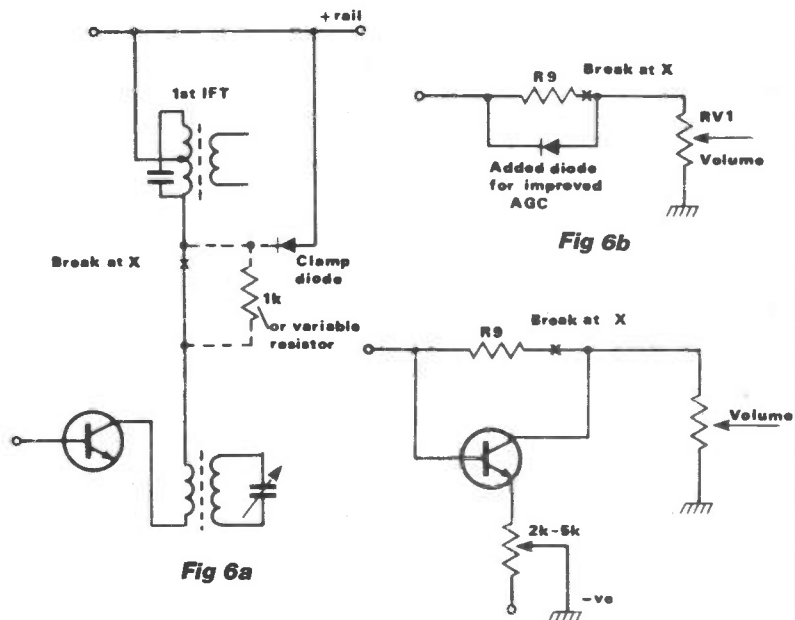 +rail
1st IFT
Break at X
Clamp
diode
1k
or variable
resistor
Fig 6a
R9
Break at X
RV1
Volume
Added diode
for improved
AGC
Fig 6b
R9
Break at X
Volume
2k-5k
-ve